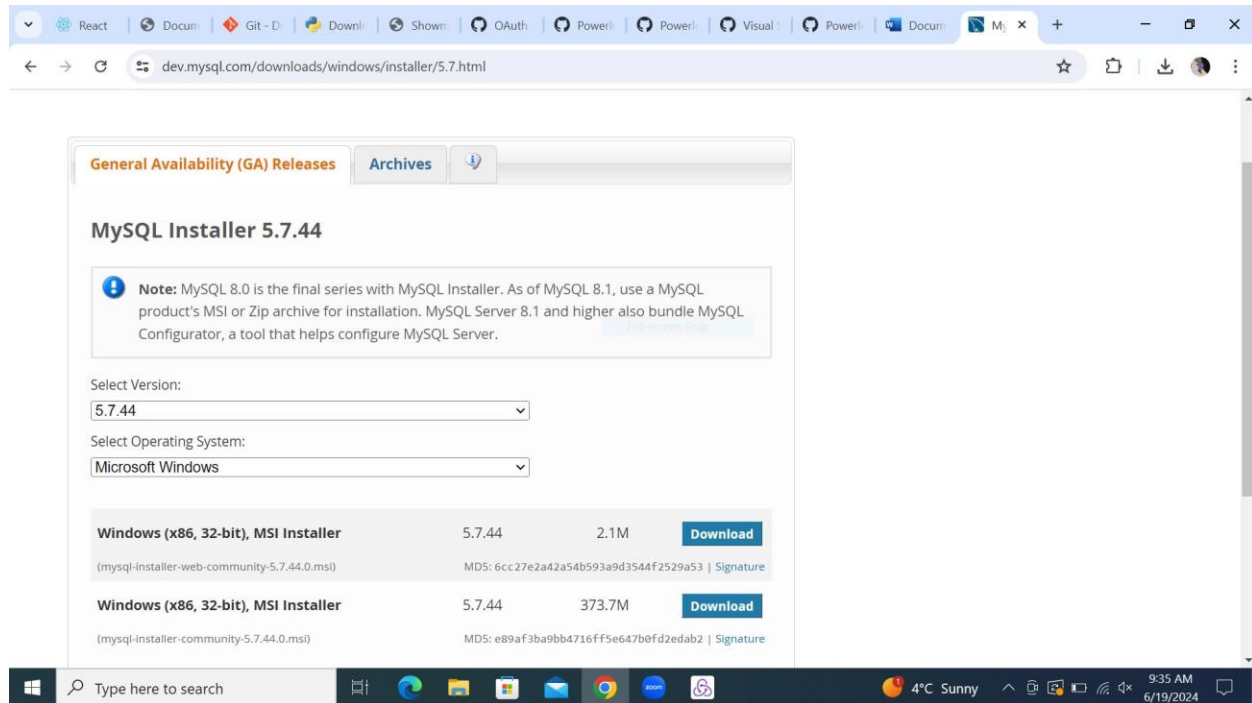 React
Docum
Git - D
Downl
Showm
OAuth
Powerl
Powerl
Visual
Powerl
Docum
My
dev.mysql.com/downloads/windows/installer/5.7.html
General Availability (GA) Releases
Archives
MySQL Installer 5.7.44
Note: MySQL 8.0 is the final series with MySQL Installer. As of MySQL 8.1, use a MySQL
product's MSI or Zip archive for installation. MySQL Server 8.1 and higher also bundle MySQL
Configurator, a tool that helps configure MySQL Server.
Select Version:
5.7.44
Select Operating System:
Microsoft Windows
Windows (x86, 32-bit), MSI Installer 5.7.44 2.1M Download
(mysql-installer-web-community-5.7.44.0.msi) MD5: 6cc27e2a42a54b593a9d3544f2529a53 | Signature
Windows (x86, 32-bit), MSI Installer 5.7.44 373.7M Download
(mysql-installer-community-5.7.44.0.msi) MD5: e89af3ba9bb4716ff5e647b0fd2edab2 | Signature
Type here to search
zoom
4°C Sunny
9:35 AM
6/19/2024